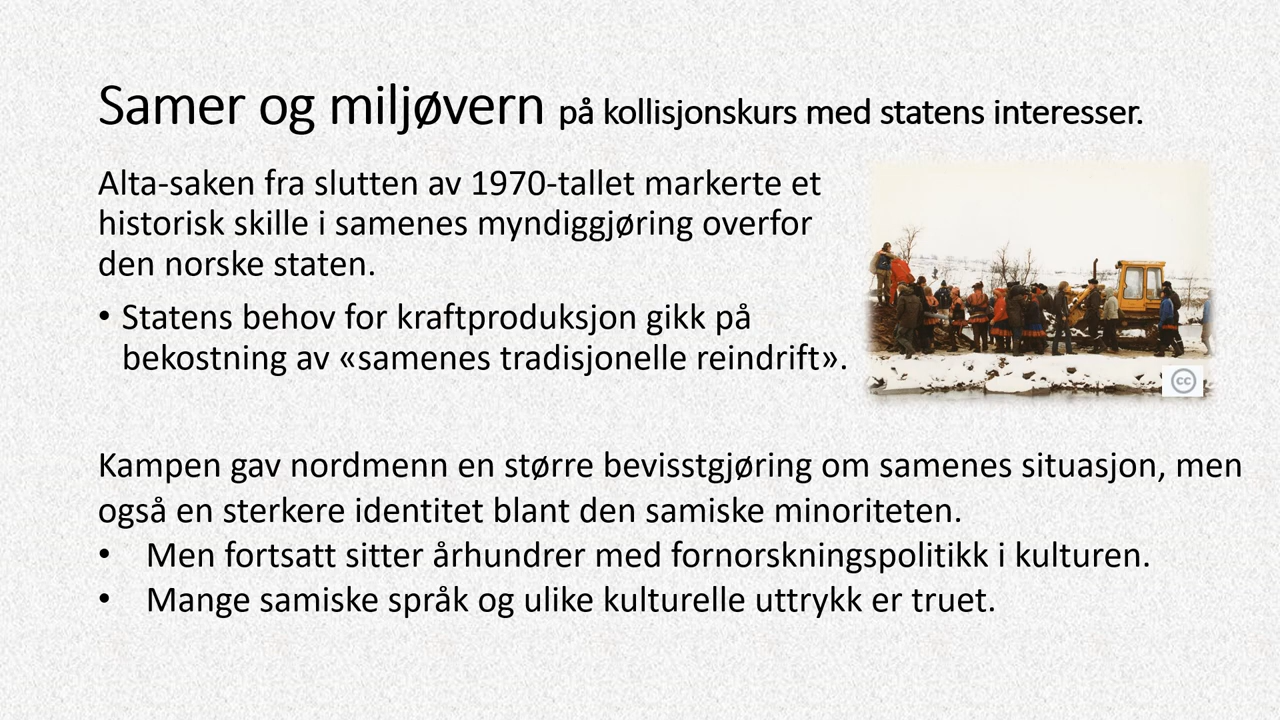 Samer og miljøvern på kollisjonskurs med statens interesser.
Alta-saken fra slutten av 1970-tallet markerte et
historisk skille i samenes myndiggjøring overfor
den norske staten.
• Statens behov for kraftproduksjon gikk på
bekostning av «samenes tradisjonelle reindrift».
cc
Kampen gav nordmenn en større bevisstgjøring om samenes situasjon, men
også en sterkere identitet blant den samiske minoriteten.
• Men fortsatt sitter århundrer med fornorskningspolitikk i kulturen.
• Mange samiske språk og ulike kulturelle uttrykk er truet.